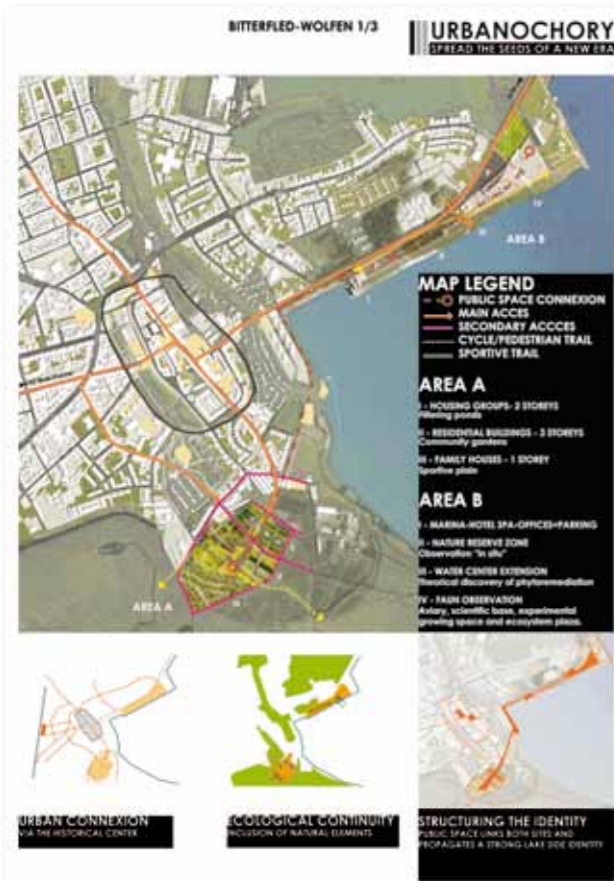 BITTERFLED-WOLFEN 1/3
URBANOCHORY
SPREAD THE SEEDS OF A NEW ERA
IV
AREA B
MAP LEGEND
PUBLIC SPACE CONNEXION
MAIN ACCES
SECONDARY ACCCES
CYCLE/PEDESTRIAN TRAIL
SPORTIVE TRAIL
AREA A
I - HOUSING GROUPS- 2 STOREYS
Filtering ponds
II - RESIDENTIAL BUILDINGS - 3 STOREYS
Community gardens
III - FAMILY HOUSES - 1 STOREY
Sportive plain
AREA B
I - MARINA-HOTEL SPA-OFFICES+PARKING
II - NATURE RESERVE ZONE
Observation "in situ"
III - WATER CENTER EXTENSION
Theorical discovery of phytoremediation
IV - FAUN OBSERVATION
Aviary, scientific base, experimental
growing space and ecosystem plaza.
AREA A
URBAN CONNEXION
VIA THE HISTORICAL CENTER
ECOLOGICAL CONTINUITY
INCLUSION OF NATURAL ELEMENTS
STRUCTURING THE IDENTITY
PUBLIC SPACE LINKS BOTH SITES AND
PROPAGATES A STRONG LAKE SIDE IDENTITY